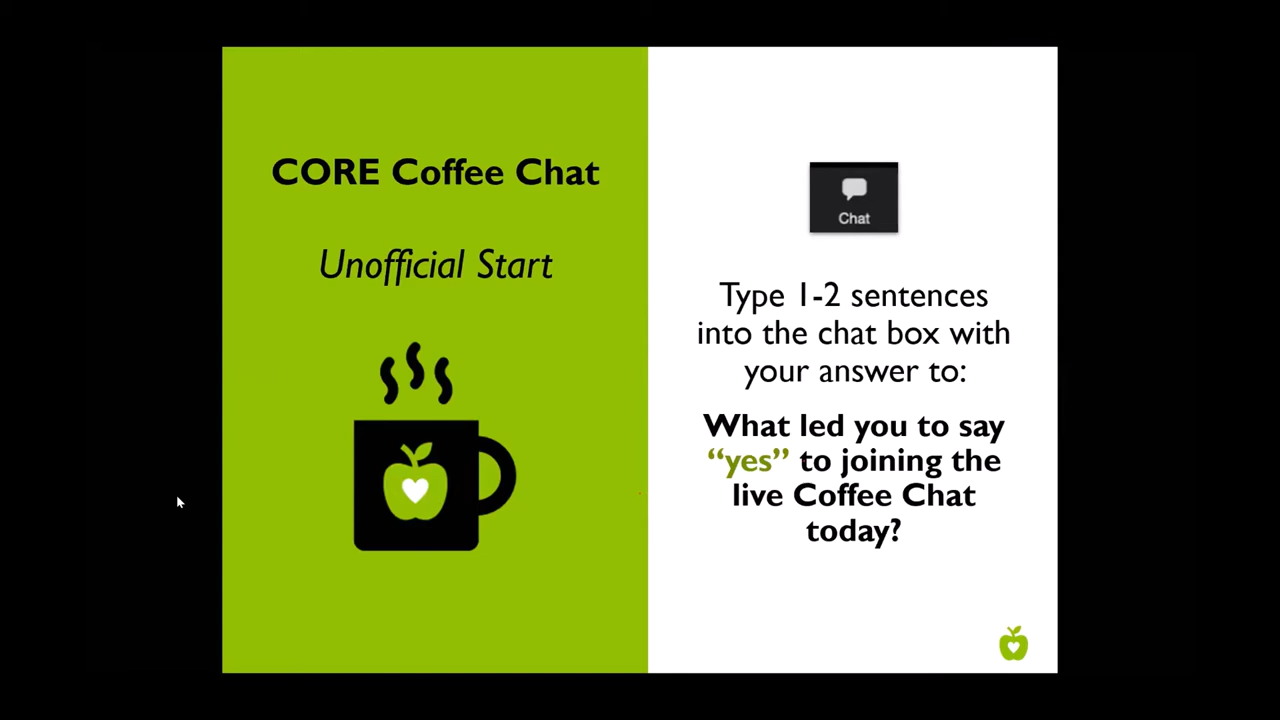 CORE Coffee Chat
Unofficial Start
Chat
Type 1-2 sentences
into the chat box with
your answer to:
What led you to say
“yes” to joining the
live Coffee Chat
today?